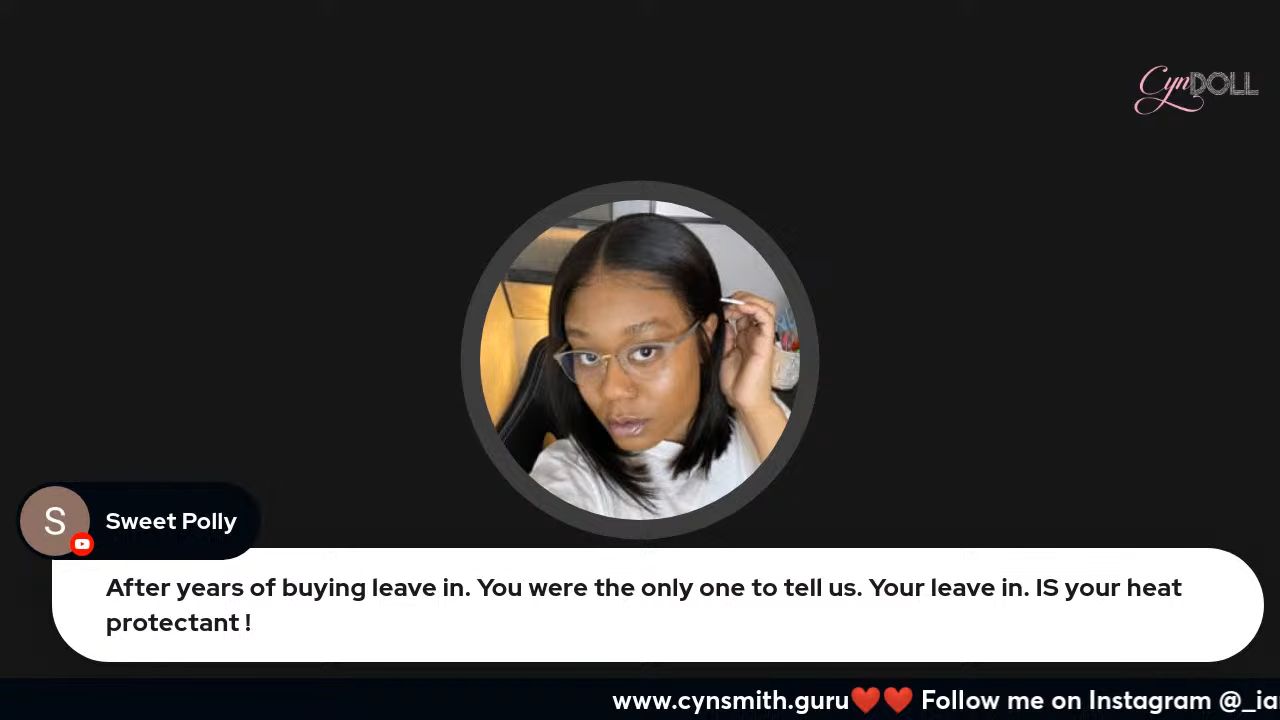 CynDOLL
S
Sweet Polly
After years of buying leave in. You were the only one to tell us. Your leave in. IS your heat
protectant !
www.cynsmith.guru❤️❤️ Follow me on Instagram @_ia